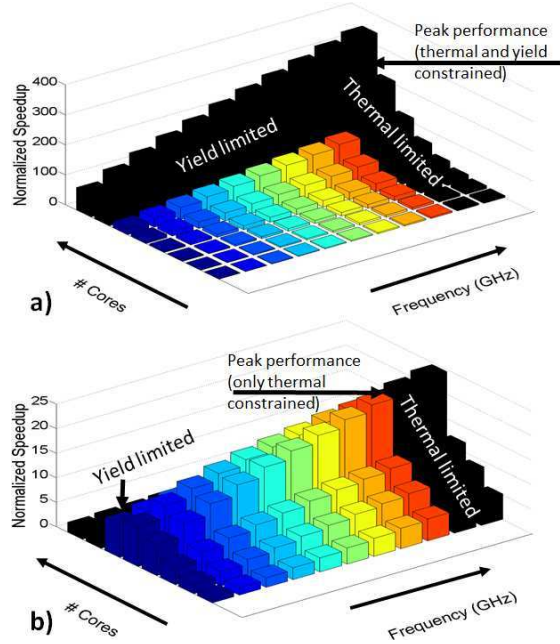 Peak performance
(thermal and yield
constrained)
400
300
200
100
0
Normalized Speedup
Yield limited
Thermal limited
# Cores
Frequency (GHz)
a)
Peak performance
(only thermal
constrained)
25
20
15
10
5
0
Normalized Speedup
Yield limited
Thermal limited
# Cores
Frequency (GHz)
b)